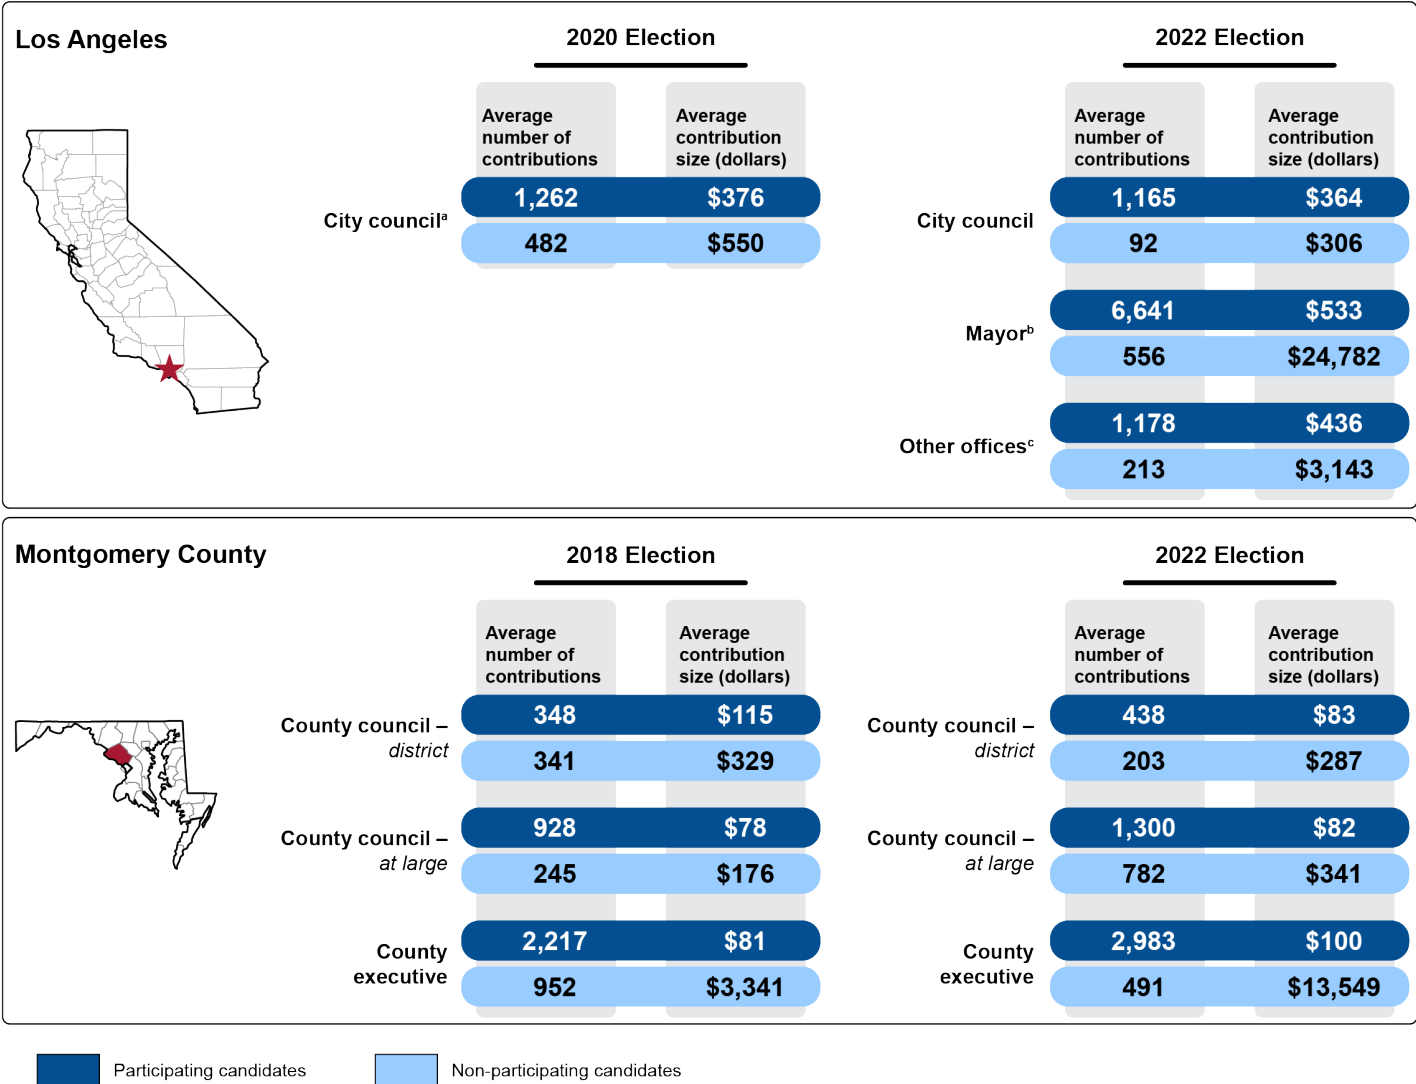 Los Angeles
2020 Election
2022 Election
Average
number of
contributions
Average
contribution
size (dollars)
Average
number of
contributions
Average
contribution
size (dollars)
City councilᵃ
1,262 $376
482 $550
City council
1,165 $364
92 $306
Mayorᵇ
6,641 $533
556 $24,782
Other officesᶜ
1,178 $436
213 $3,143
Montgomery County
2018 Election
2022 Election
Average
number of
contributions
Average
contribution
size (dollars)
Average
number of
contributions
Average
contribution
size (dollars)
County council –
district
348 $115
341 $329
County council –
district
438 $83
203 $287
County council –
at large
928 $78
245 $176
County council –
at large
1,300 $82
782 $341
County
executive
2,217 $81
952 $3,341
County
executive
2,983 $100
491 $13,549
Participating candidates
Non-participating candidates